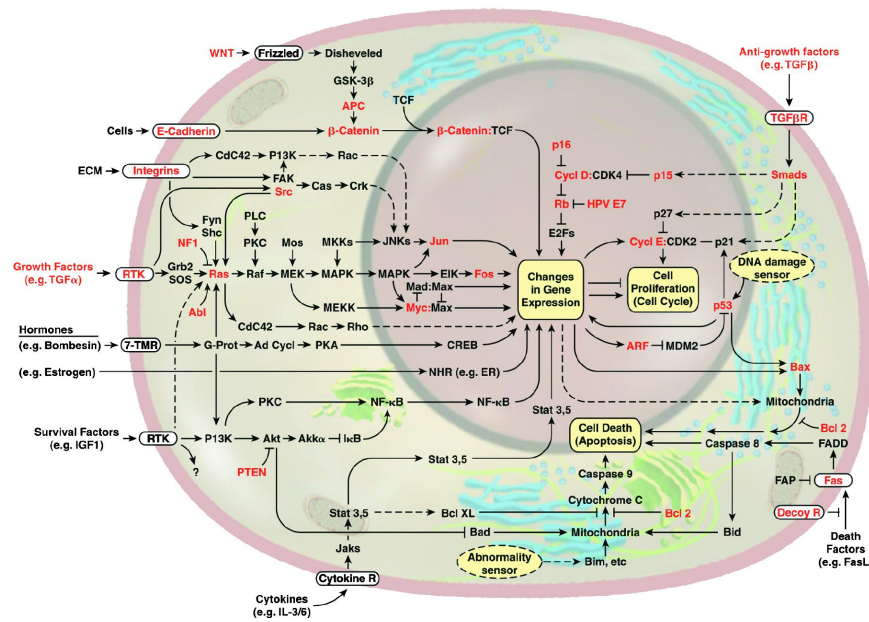 WNT
Frizzled
Disheveled
GSK-3β
APC
TCF
Cells
E-Cadherin
β-Catenin
β-Catenin:TCF
ECM
Integrins
CdC42
P13K
Rac
FAK
Src
Cas
Crk
Fyn
Shc
PLC
PKC
NF1
Mos
MKKs
JNKs
Jun
Growth Factors
(e.g. TGFα)
RTK
Grb2
SOS
Ras
Raf
MEK
MAPK
MAPK
ElK
Fos
Mad:Max
Abl
MEKK
Myc:Max
CdC42
Rac
Rho
Hormones
(e.g. Bombesin)
7-TMR
G-Prot
Ad Cycl
PKA
CREB
(e.g. Estrogen)
NHR (e.g. ER)
PKC
NF-κB
NF-κB
Survival Factors
(e.g. IGF1)
RTK
P13K
Akt
Akkα
IκB
?
PTEN
Stat 3,5
Stat 3,5
Stat 3,5
Bcl XL
Bad
Jaks
Cytokine R
Cytokines
(e.g. IL-3/6)
Abnormality
sensor
Bim, etc
Mitochondria
Cytochrome C
Caspase 9
Cell Death
(Apoptosis)
Bcl 2
Bid
Caspase 8
FADD
Bcl 2
Mitochondria
Bax
FAP
Fas
Decoy R
Death
Factors
(e.g. FasL)
Changes
in Gene
Expression
Cell
Proliferation
(Cell Cycle)
ARF
MDM2
p53
DNA damage
sensor
p16
Cycl D:CDK4
p15
Rb
HPV E7
E2Fs
p27
Cycl E:CDK2
p21
Smads
TGFβR
Anti-growth factors
(e.g. TGFβ)